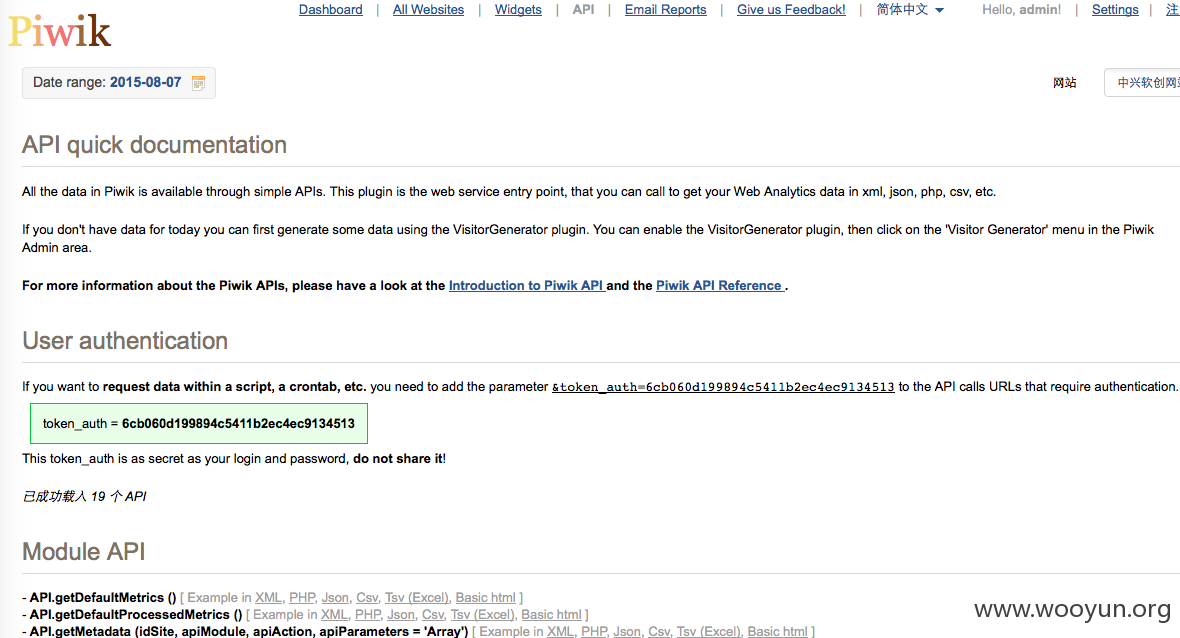 Dashboard | All Websites | Widgets | API | Email Reports | Give us Feedback! | 简体中文 Hello, admin! | Settings | 注
Piwik
Date range: 2015-08-07
网站 中兴软创网站
API quick documentation
All the data in Piwik is available through simple APIs. This plugin is the web service entry point, that you can call to get your Web Analytics data in xml, json, php, csv, etc.
If you don't have data for today you can first generate some data using the VisitorGenerator plugin. You can enable the VisitorGenerator plugin, then click on the 'Visitor Generator' menu in the Piwik
Admin area.
For more information about the Piwik APIs, please have a look at the Introduction to Piwik API and the Piwik API Reference .
User authentication
If you want to request data within a script, a crontab, etc. you need to add the parameter &token_auth=6cb060d199894c5411b2ec4ec9134513 to the API calls URLs that require authentication.
token_auth = 6cb060d199894c5411b2ec4ec9134513
This token_auth is as secret as your login and password, do not share it!
已成功载入 19 个 API
Module API
- API.getDefaultMetrics () [ Example in XML, PHP, Json, Csv, Tsv (Excel), Basic html ]
- API.getDefaultProcessedMetrics () [ Example in XML, PHP, Json, Csv, Tsv (Excel), Basic html ]
- API.getMetadata (idSite, apiModule, apiAction, apiParameters = 'Array') [ Example in XML, PHP, Json, Csv, Tsv (Excel), Basic html ]
www.wooyun.org